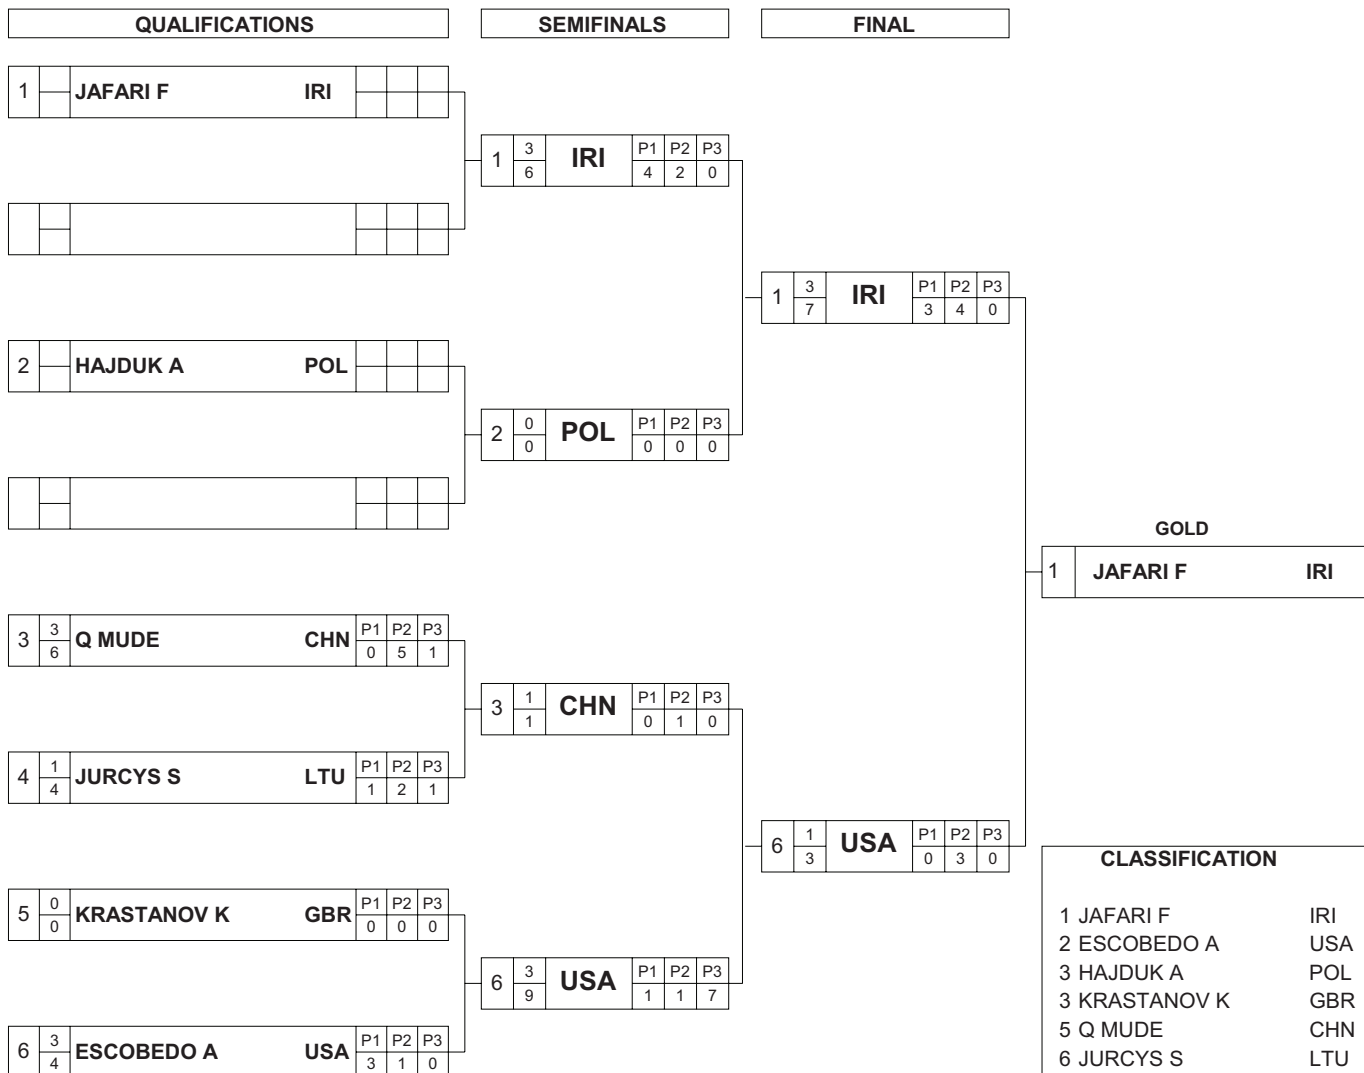 QUALIFICATIONS SEMIFINALS FINAL
1 JAFARI F IRI
1 3 6 IRI P1 P2 P3 4 2 0
1 3 7 IRI P1 P2 P3 3 4 0
2 HAJDUK A POL
2 0 0 POL P1 P2 P3 0 0 0
GOLD
1 JAFARI F IRI
3 3 6 Q MUDE CHN P1 P2 P3 0 5 1
3 1 1 CHN P1 P2 P3 0 1 0
4 1 4 JURCYS S LTU P1 P2 P3 1 2 1
6 1 3 USA P1 P2 P3 0 3 0
5 0 0 KRASTANOV K GBR P1 P2 P3 0 0 0
6 3 9 USA P1 P2 P3 1 1 7
6 3 4 ESCOBEDO A USA P1 P2 P3 3 1 0
CLASSIFICATION
1 JAFARI F IRI
2 ESCOBEDO A USA
3 HAJDUK A POL
3 KRASTANOV K GBR
5 Q MUDE CHN
6 JURCYS S LTU